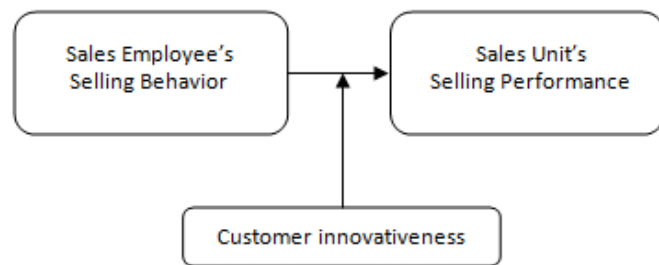 Sales Employee’s
Selling Behavior
Sales Unit’s
Selling Performance
Customer innovativeness